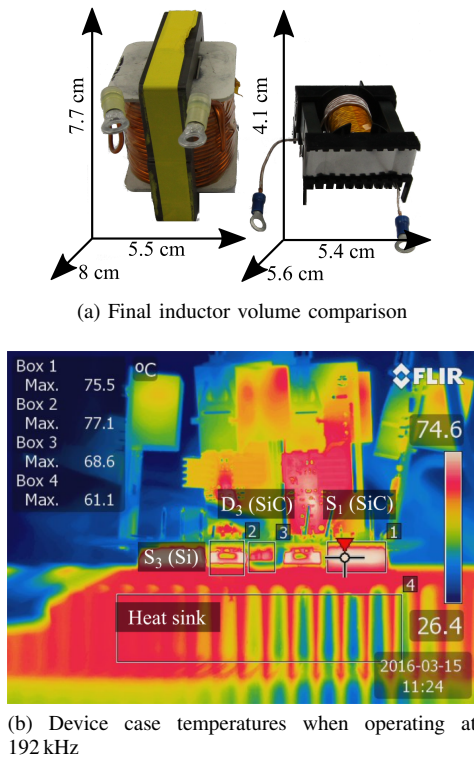 7.7 cm
5.5 cm
8 cm
4.1 cm
5.4 cm
5.6 cm
(a) Final inductor volume comparison
Box 1
Max. 75.5
Box 2
Max. 77.1
Box 3
Max. 68.6
Box 4
Max. 61.1
°C
FLIR
74.6
D3 (SiC)
S1 (SiC)
2
3
1
S3 (Si)
4
Heat sink
26.4
2016-03-15
11:24
(b) Device case temperatures when operating at
192 kHz